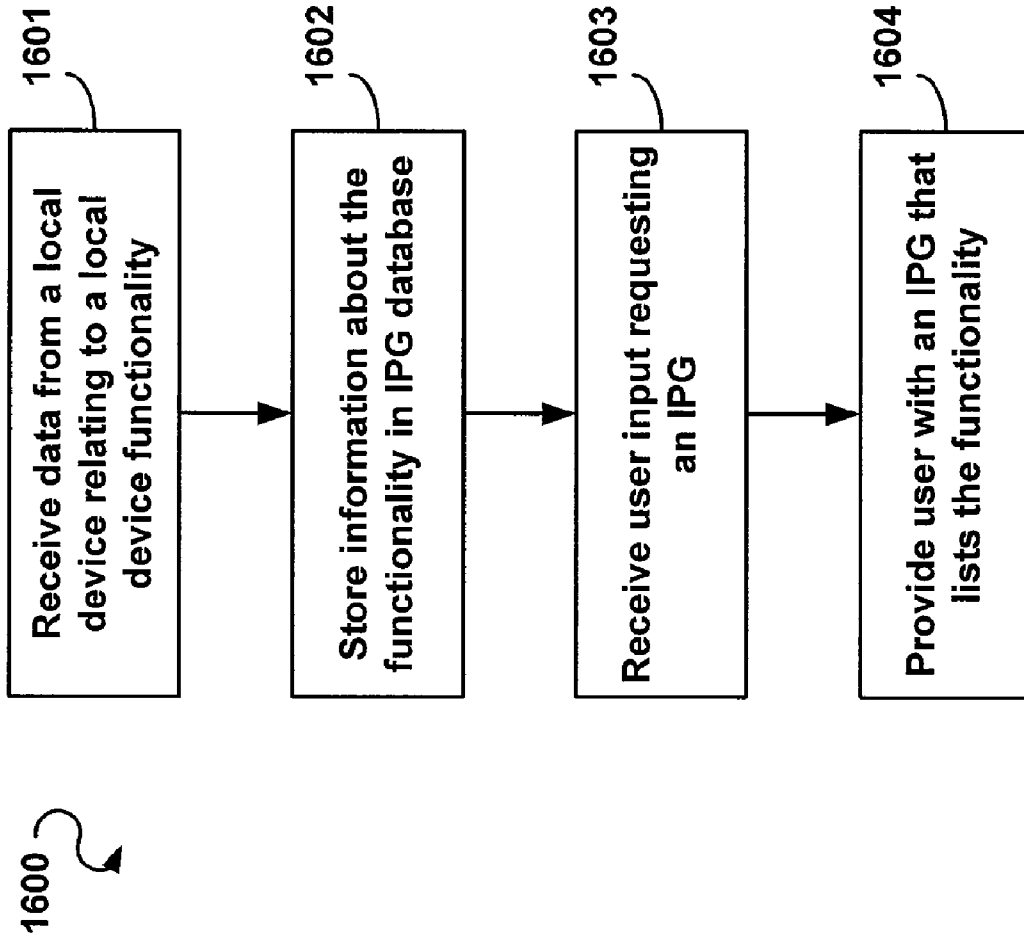 1600
Receive data from a local
device relating to a local
device functionality
1601
Store information about the
functionality in IPG database
1602
Receive user input requesting
an IPG
1603
Provide user with an IPG that
lists the functionality
1604